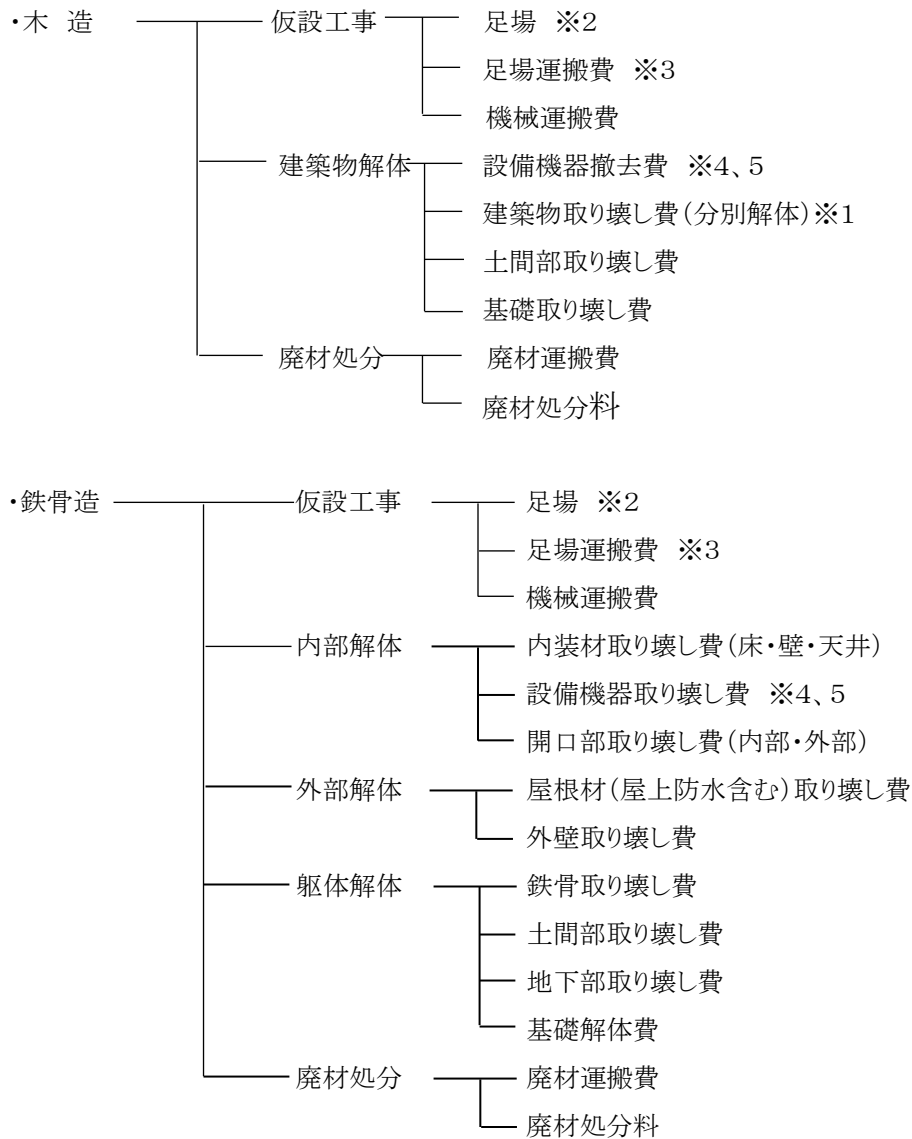 ・木 造 仮設工事 足場 ※2
足場運搬費 ※3
機械運搬費
建築物解体 設備機器撤去費 ※4、5
建築物取り壊し費(分別解体)※1
土間部取り壊し費
基礎取り壊し費
廃材処分 廃材運搬費
廃材処分料
・鉄骨造 仮設工事 足場 ※2
足場運搬費 ※3
機械運搬費
内部解体 内装材取り壊し費(床・壁・天井)
設備機器取り壊し費 ※4、5
開口部取り壊し費(内部・外部)
外部解体 屋根材(屋上防水含む)取り壊し費
外壁取り壊し費
躯体解体 鉄骨取り壊し費
土間部取り壊し費
地下部取り壊し費
基礎解体費
廃材処分 廃材運搬費
廃材処分料